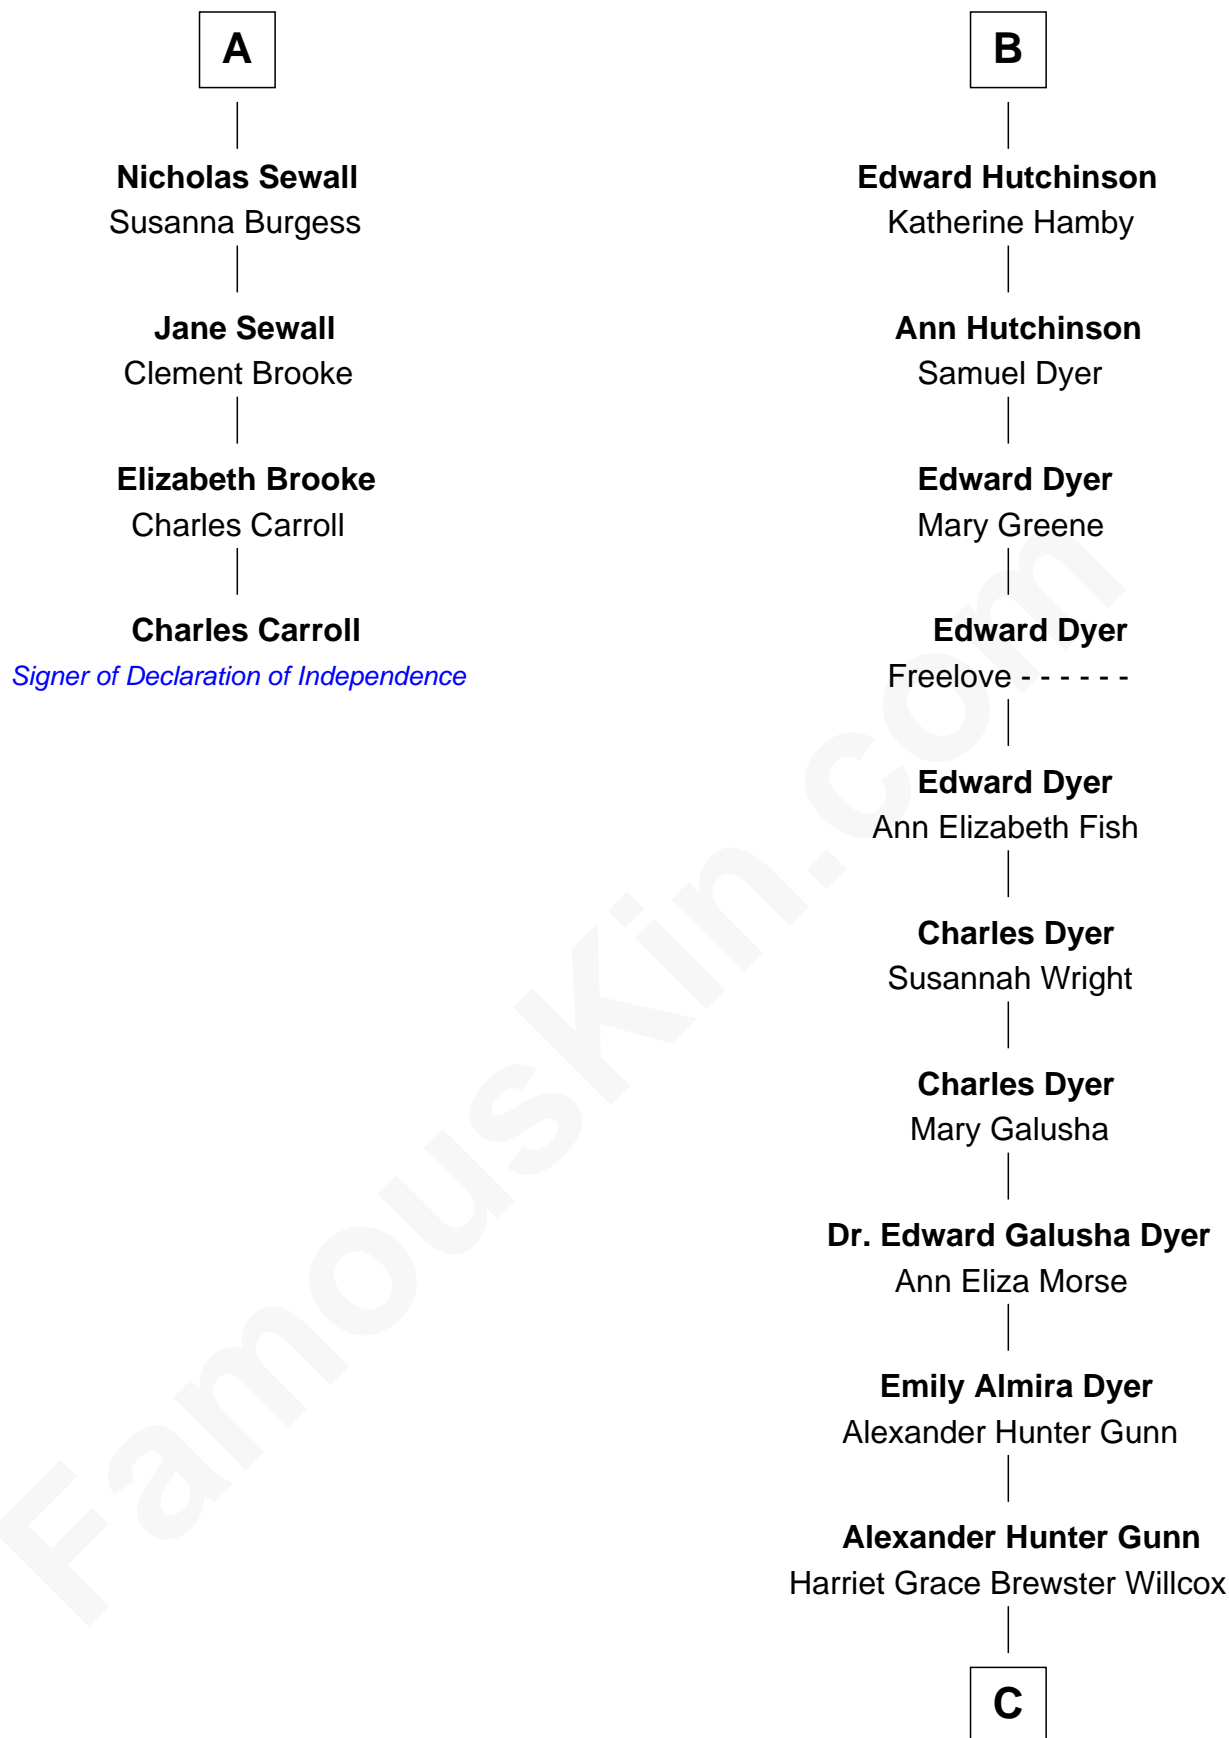 A
Nicholas Sewall
Susanna Burgess
Jane Sewall
Clement Brooke
Elizabeth Brooke
Charles Carroll
Charles Carroll
Signer of Declaration of Independence
B
Edward Hutchinson
Katherine Hamby
Ann Hutchinson
Samuel Dyer
Edward Dyer
Mary Greene
Edward Dyer
Freelove - - - - - -
Edward Dyer
Ann Elizabeth Fish
Charles Dyer
Susannah Wright
Charles Dyer
Mary Galusha
Dr. Edward Galusha Dyer
Ann Eliza Morse
Emily Almira Dyer
Alexander Hunter Gunn
Alexander Hunter Gunn
Harriet Grace Brewster Willcox
C
FamousKin.com